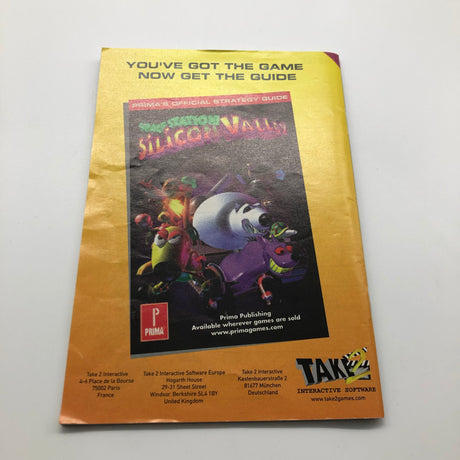 YOU'VE GOT THE GAME
NOW GET THE GUIDE
PRIMA'S OFFICIAL STRATEGY GUIDE
SPACE STATION
SILICON VALLEY
P
PRIMA
Prima Publishing
Available wherever games are sold
www.primagames.com
Take 2 Interactive
4-6 Place de la Bourse
75002 Paris
France
Take 2 Interactive Software Europe
Hogarth House
29-31 Sheet Street
Windsor, Berkshire SL4 1BY
United Kingdom
Take 2 Interactive
Kastenbauerstraße 2
81677 München
Deutschland
TAKE 2
INTERACTIVE SOFTWARE
www.take2games.com